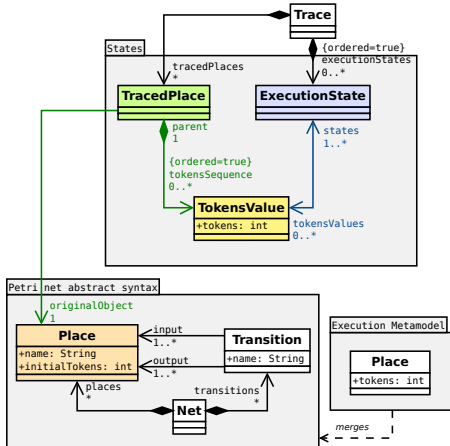 Trace
States
{ordered=true}
executionStates
0..*
tracedPlaces
*
TracedPlace
ExecutionState
parent
1
states
1..*
{ordered=true}
tokensSequence
0..*
TokensValue
+tokens: int
tokensValues
0..*
Petri net abstract syntax
originalObject
1
Place
+name: String
+initialTokens: int
input
1..*
output
1..*
Transition
+name: String
places
*
transitions
*
Net
Execution Metamodel
Place
+tokens: int
merges